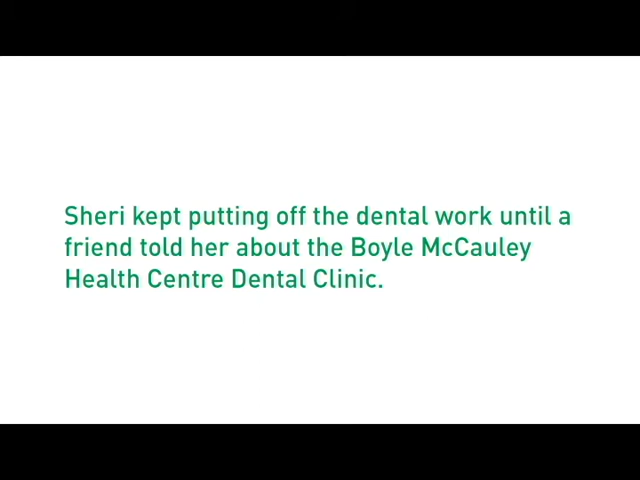 Sheri kept putting off the dental work until a
friend told her about the Boyle McCauley
Health Centre Dental Clinic.